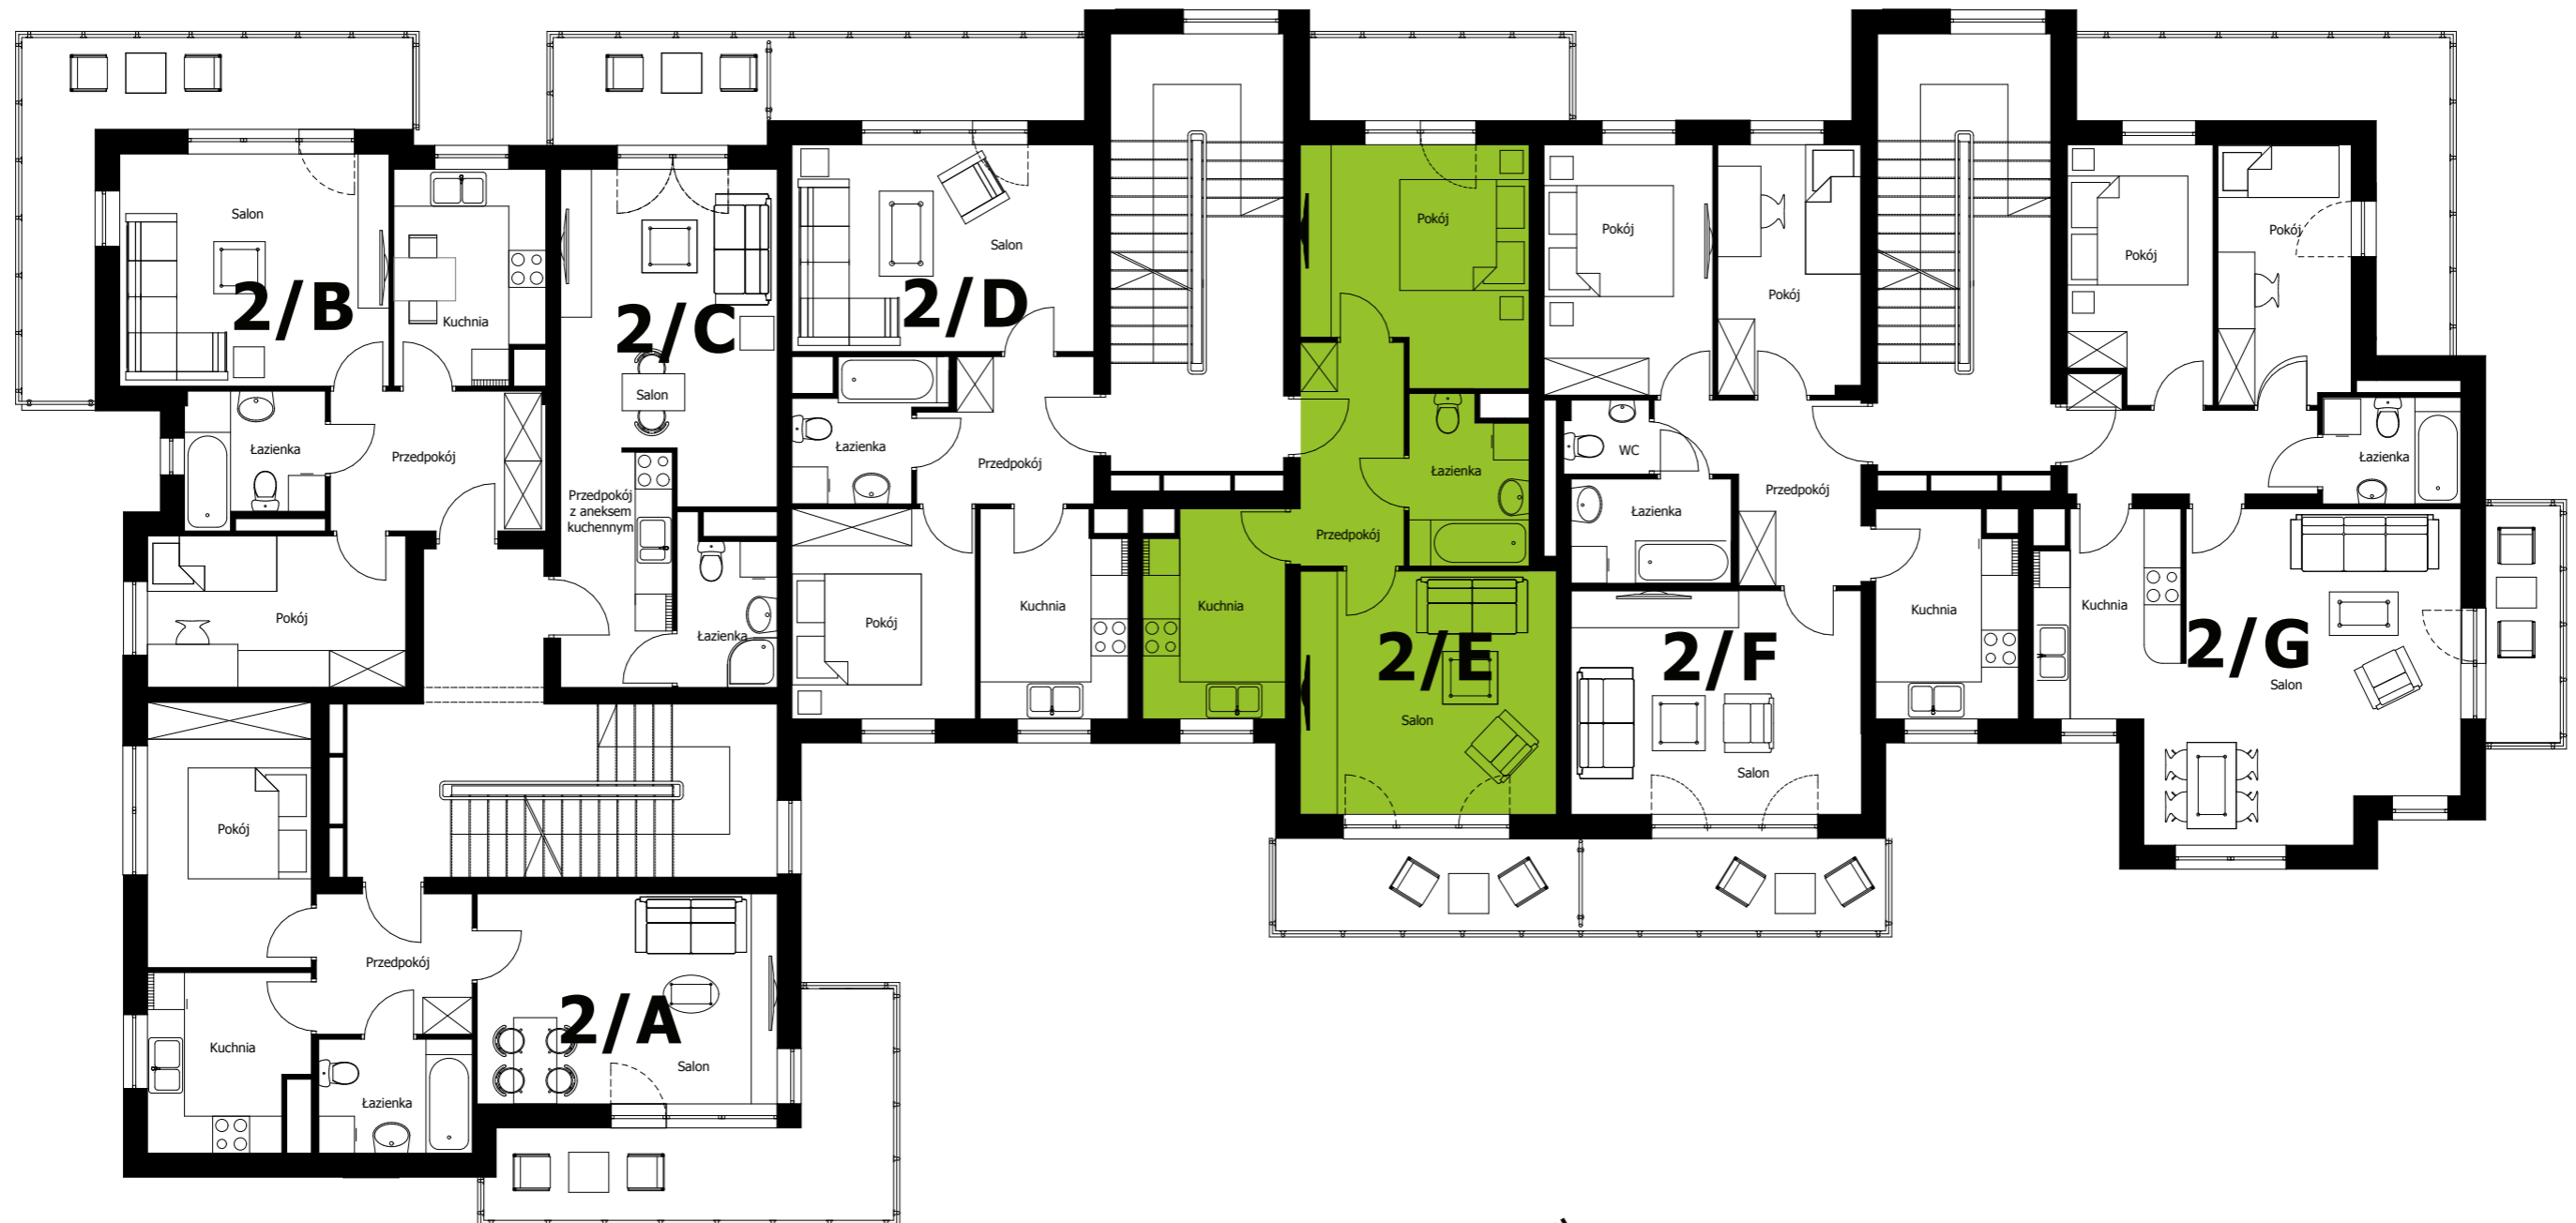 Salon
2/B
Kuchnia
Łazienka
Przedpokój
Pokój
2/C
Salon
Przedpokój
z aneksem
kuchennym
Łazienka
Salon
2/D
Łazienka
Przedpokój
Pokój
Kuchnia
Pokój
Łazienka
Przedpokój
Kuchnia
2/E
Salon
Pokój
Pokój
WC
Łazienka
Przedpokój
Kuchnia
2/F
Salon
Pokój
Pokój
Łazienka
Kuchnia
2/G
Salon
Pokój
Przedpokój
Kuchnia
Łazienka
2/A
Salon